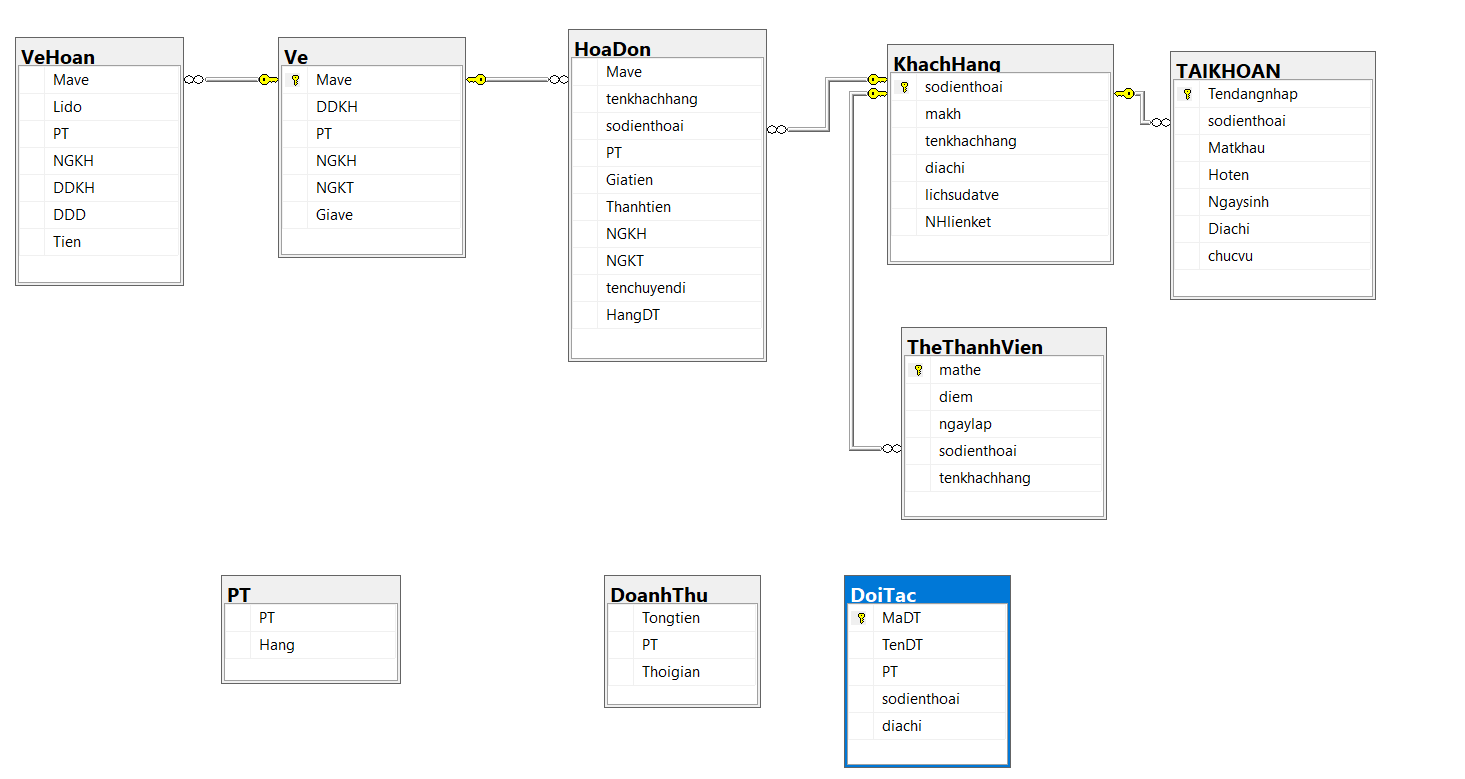 VeHoan
Mave
Lido
PT
NGKH
DDKH
DDD
Tien
Ve
Mave
DDKH
PT
NGKH
NGKT
Giave
HoaDon
Mave
tenkhachhang
sodienthoai
PT
Giatien
Thanhtien
NGKH
NGKT
tenchuyendi
HangDT
KhachHang
sodienthoai
makh
tenkhachhang
diachi
lichsudatve
NHlienket
TAIKHOAN
Tendangnhap
sodienthoai
Matkhau
Hoten
Ngaysinh
Diachi
chucvu
TheThanhVien
mathe
diem
ngaylap
sodienthoai
tenkhachhang
PT
PT
Hang
DoanhThu
Tongtien
PT
Thoigian
DoiTac
MaDT
TenDT
PT
sodienthoai
diachi